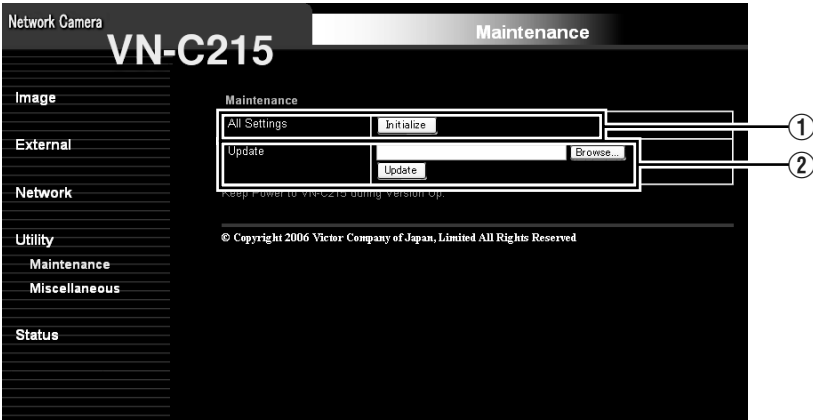 Network Camera
VN-C215
Maintenance
Image
External
Network
Utility
Maintenance
Miscellaneous
Status
Maintenance
All Settings Initialize
①
Update Browse...
②
Update
Keep Power to VN-C215 during Version Up.
© Copyright 2006 Victor Company of Japan, Limited All Rights Reserved